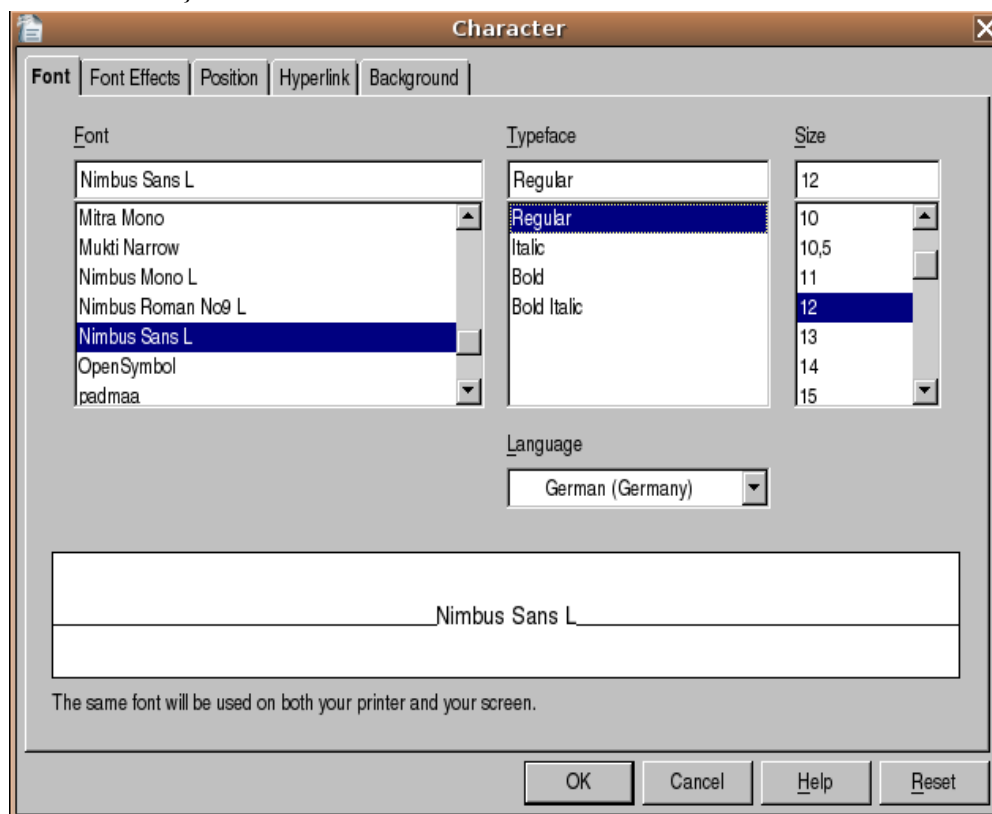 Character
Font Font Effects Position Hyperlink Background
Font Typeface Size
Nimbus Sans L Regular 12
Mitra Mono Regular 10
Mukti Narrow Italic 10,5
Nimbus Mono L Bold 11
Nimbus Roman No9 L Bold Italic 12
Nimbus Sans L 13
OpenSymbol 14
padmaa 15
Language
German (Germany)
Nimbus Sans L
The same font will be used on both your printer and your screen.
OK Cancel Help Reset